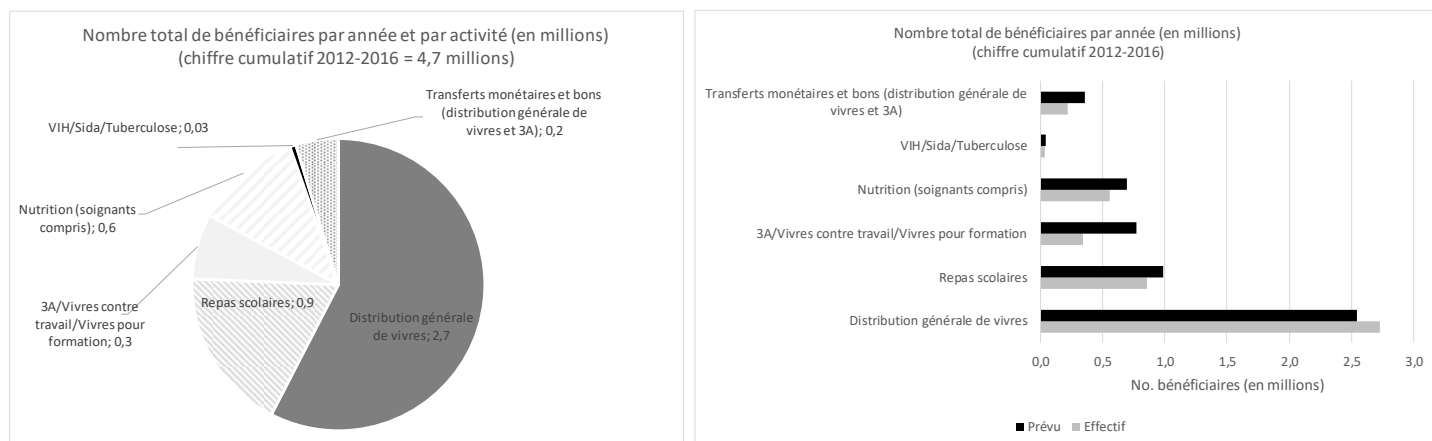 Nombre total de bénéficiaires par année et par activité (en millions)
(chiffre cumulatif 2012-2016 = 4,7 millions)
Transferts monétaires et bons
(distribution générale de
vivres et 3A); 0,2
VIH/Sida/Tuberculose; 0,03
Nutrition (soignants
compris); 0,6
3A/Vivres contre
travail/Vivres pour
formation; 0,3
Repas scolaires; 0,9
Distribution générale
de vivres; 2,7
Nombre total de bénéficiaires par année (en millions)
(chiffre cumulatif 2012-2016)
Transferts monétaires et bons (distribution générale de
vivres et 3A)
VIH/Sida/Tuberculose
Nutrition (soignants compris)
3A/Vivres contre travail/Vivres pour formation
Repas scolaires
Distribution générale de vivres
0,0 0,5 1,0 1,5 2,0 2,5 3,0
No. bénéficiaires (en millions)
Prévu Effectif